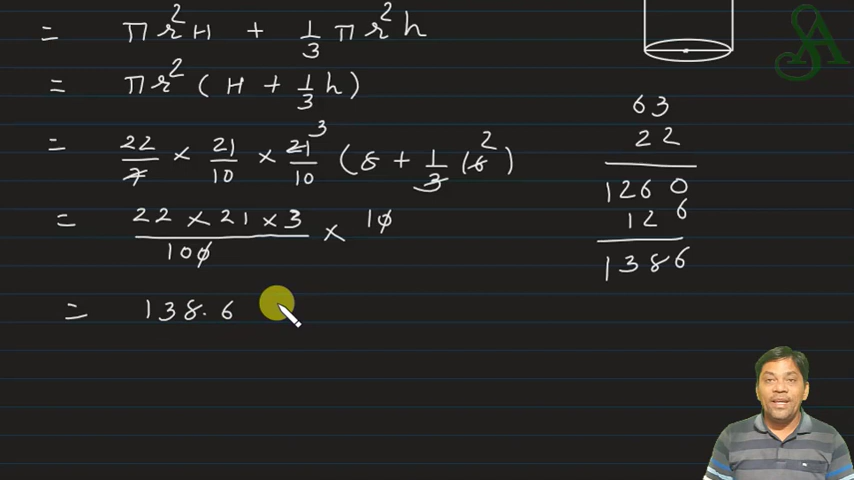 = πr²H + 1/3 πr²h
= πr² ( H + 1/3 h )
= 22/7 × 21/10 × 21/10 3 ( 8 + 1/3 (6 2 )
= 22 × 21 × 3 / 100 × 10
= 138.6
63
22
1260
126
1386